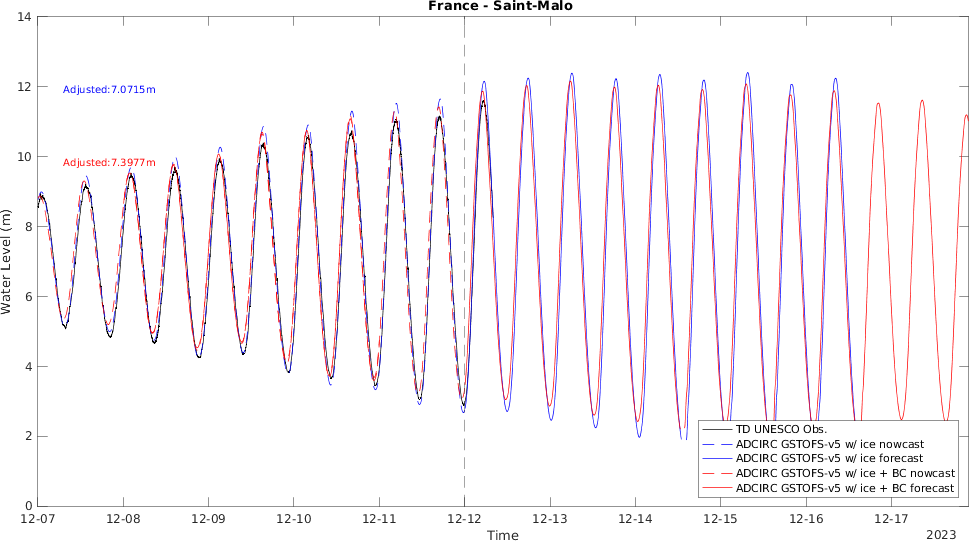 France - Saint-Malo
14
12
10
8
6
4
2
0
Water Level (m)
Adjusted:7.0715m
Adjusted:7.3977m
TD UNESCO Obs.
ADCIRC GSTOFS-v5 w/ ice nowcast
ADCIRC GSTOFS-v5 w/ ice forecast
ADCIRC GSTOFS-v5 w/ ice + BC nowcast
ADCIRC GSTOFS-v5 w/ ice + BC forecast
12-07 12-08 12-09 12-10 12-11 12-12 12-13 12-14 12-15 12-16 12-17
Time
2023